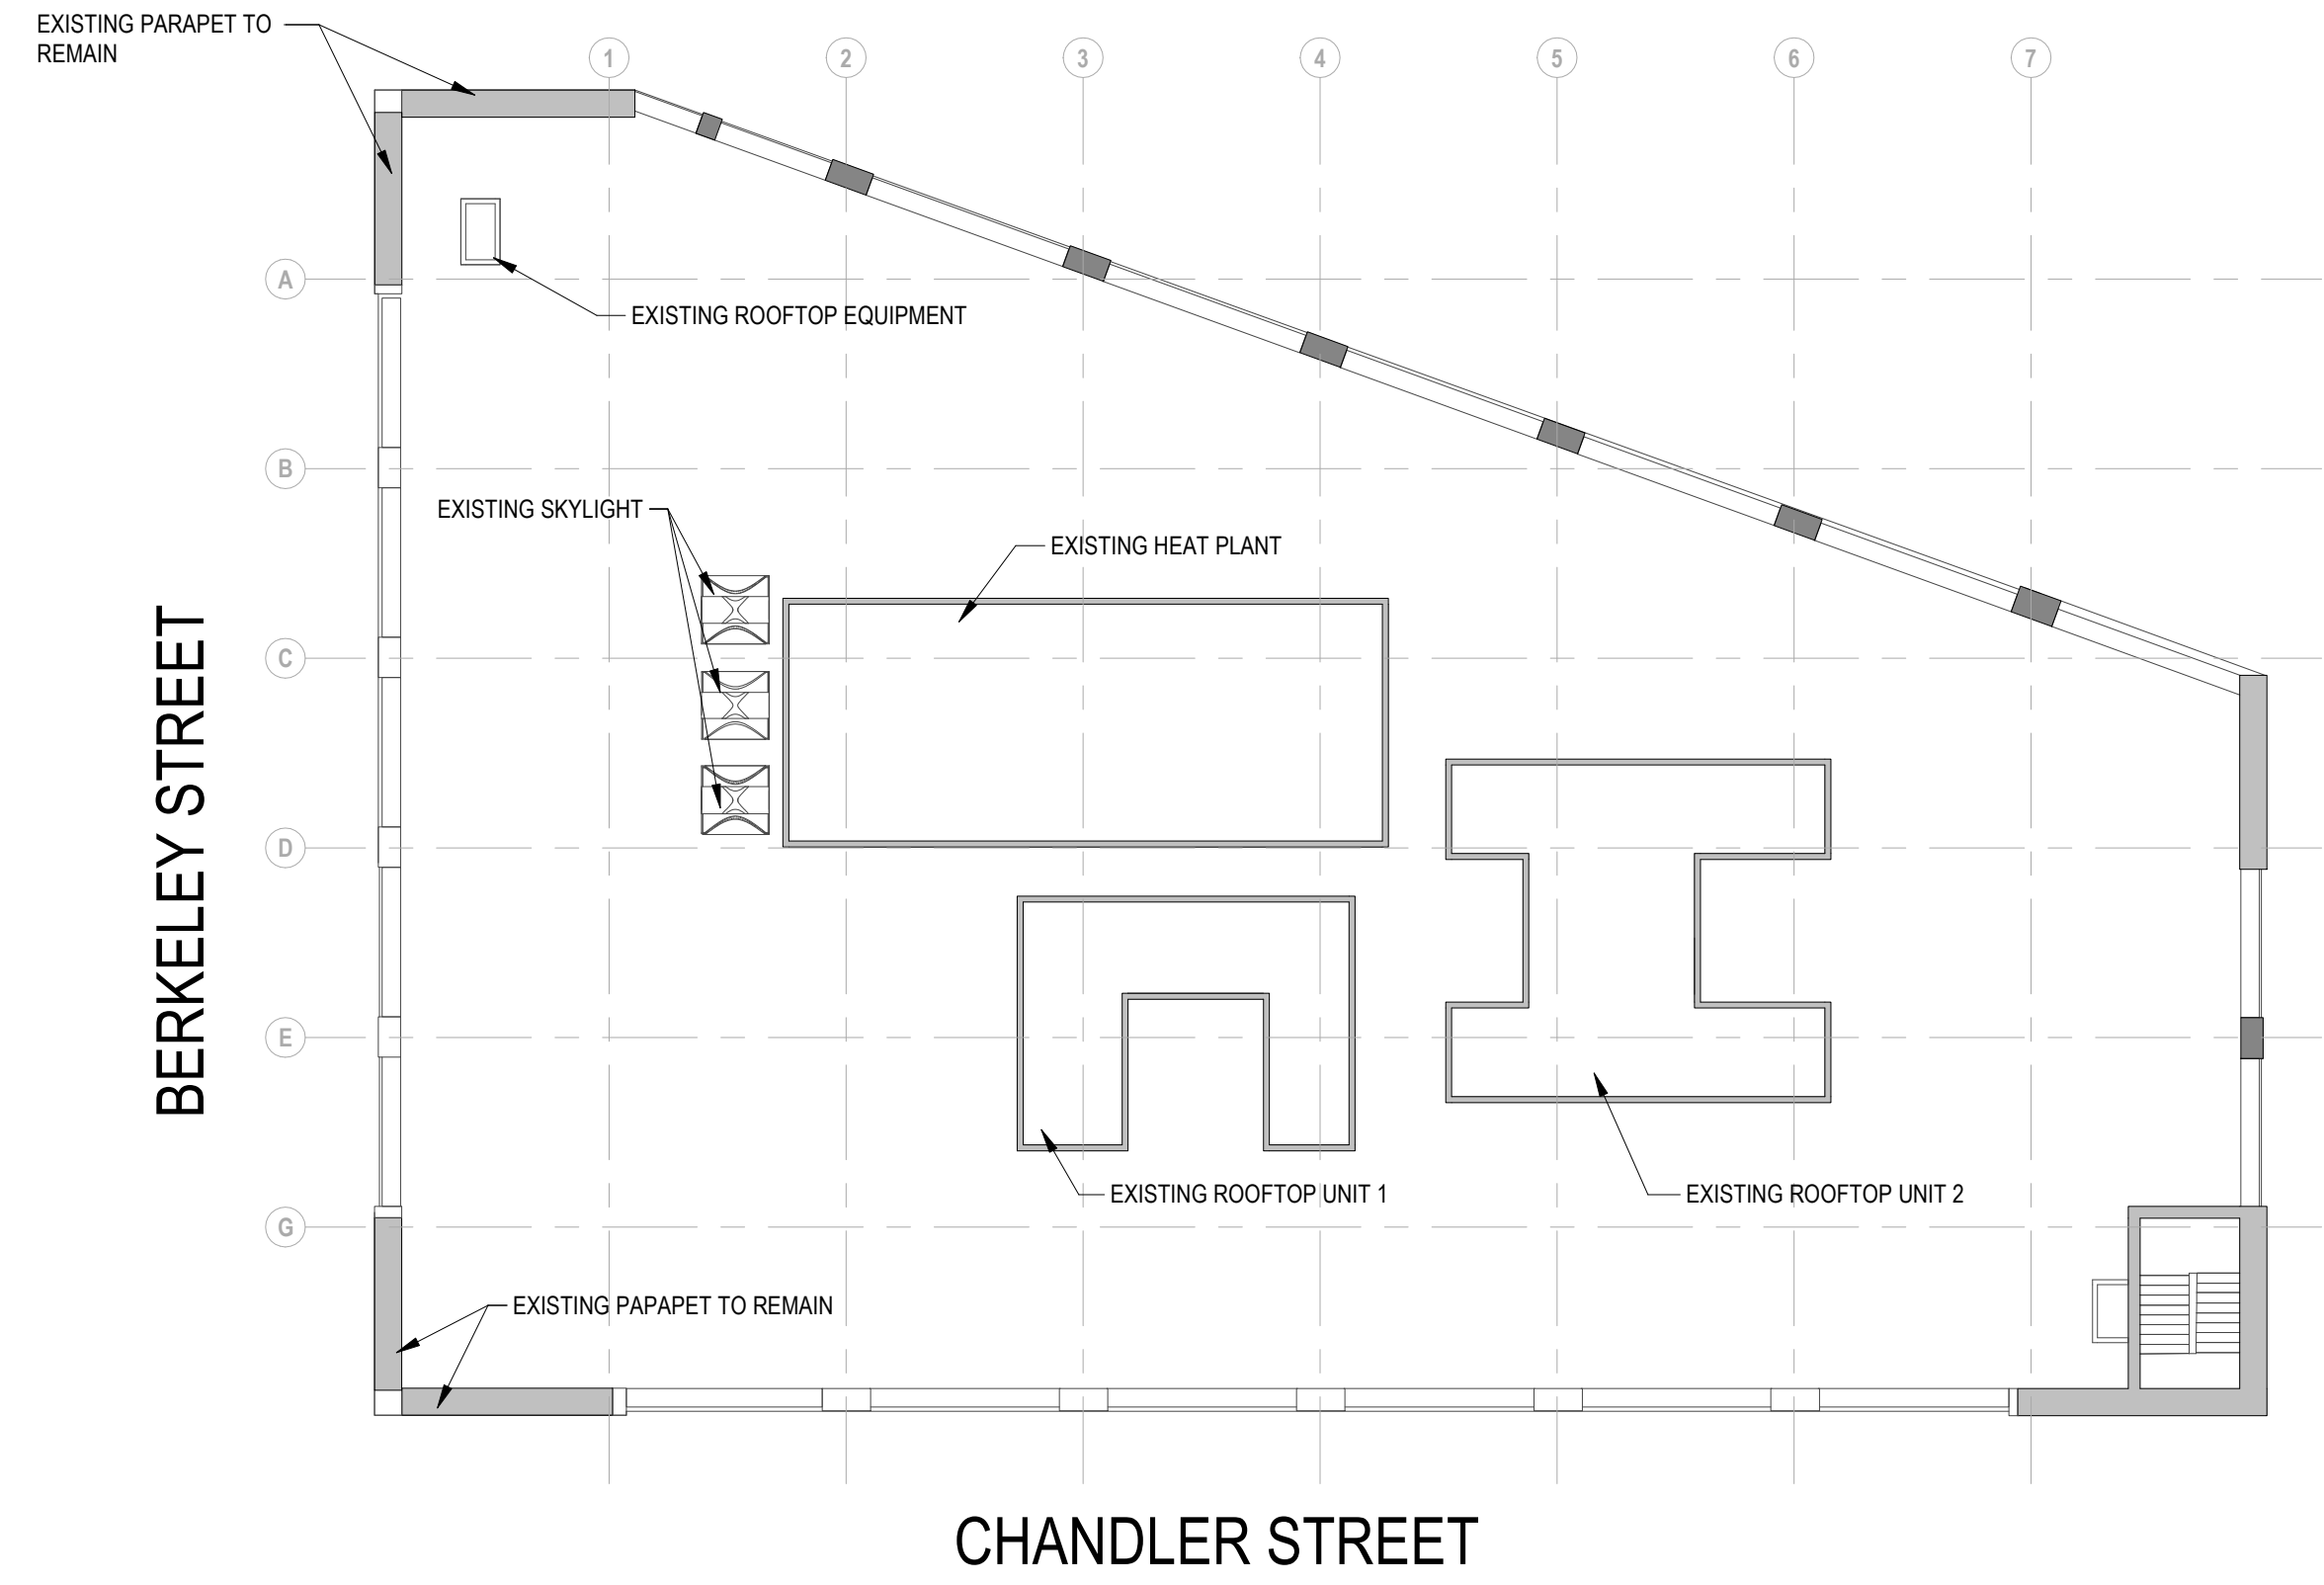 EXISTING PARAPET TO
REMAIN
1
2
3
4
5
6
7
A
EXISTING ROOFTOP EQUIPMENT
B
EXISTING SKYLIGHT
EXISTING HEAT PLANT
C
BERKELEY STREET
D
E
EXISTING ROOFTOP UNIT 1
EXISTING ROOFTOP UNIT 2
G
EXISTING PAPAPET TO REMAIN
CHANDLER STREET